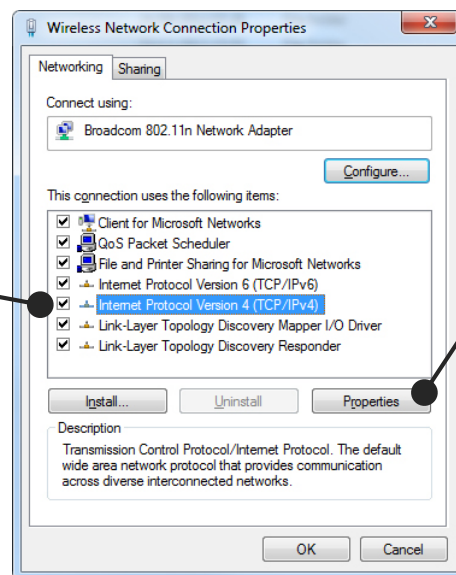 Wireless Network Connection Properties
Networking
Sharing
Connect using:
Broadcom 802.11n Network Adapter
Configure...
This connection uses the following items:
Client for Microsoft Networks
QoS Packet Scheduler
File and Printer Sharing for Microsoft Networks
Internet Protocol Version 6 (TCP/IPv6)
Internet Protocol Version 4 (TCP/IPv4)
Link-Layer Topology Discovery Mapper I/O Driver
Link-Layer Topology Discovery Responder
Install...
Uninstall
Properties
Description
Transmission Control Protocol/Internet Protocol. The default
wide area network protocol that provides communication
across diverse interconnected networks.
OK
Cancel